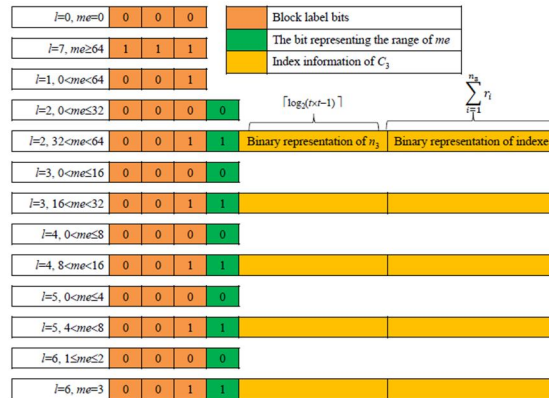 l=0, me=0 0 0 0
l=7, me≥64 1 1 1
l=1, 0<me<64 0 0 1
l=2, 0<me≤32 0 0 0 0
l=2, 32<me<64 0 0 1 1 Binary representation of n₃ Binary representation of indexe
l=3, 0<me≤16 0 0 0 0
l=3, 16<me<32 0 0 1 1
l=4, 0<me≤8 0 0 0 0
l=4, 8<me<16 0 0 1 1
l=5, 0<me≤4 0 0 0 0
l=5, 4<me<8 0 0 1 1
l=6, 1≤me≤2 0 0 0 0
l=6, me=3 0 0 1 1
Block label bits
The bit representing the range of me
Index information of C₃
⌈log₂(t×t−1)⌉
∑ rᵢ
i=1